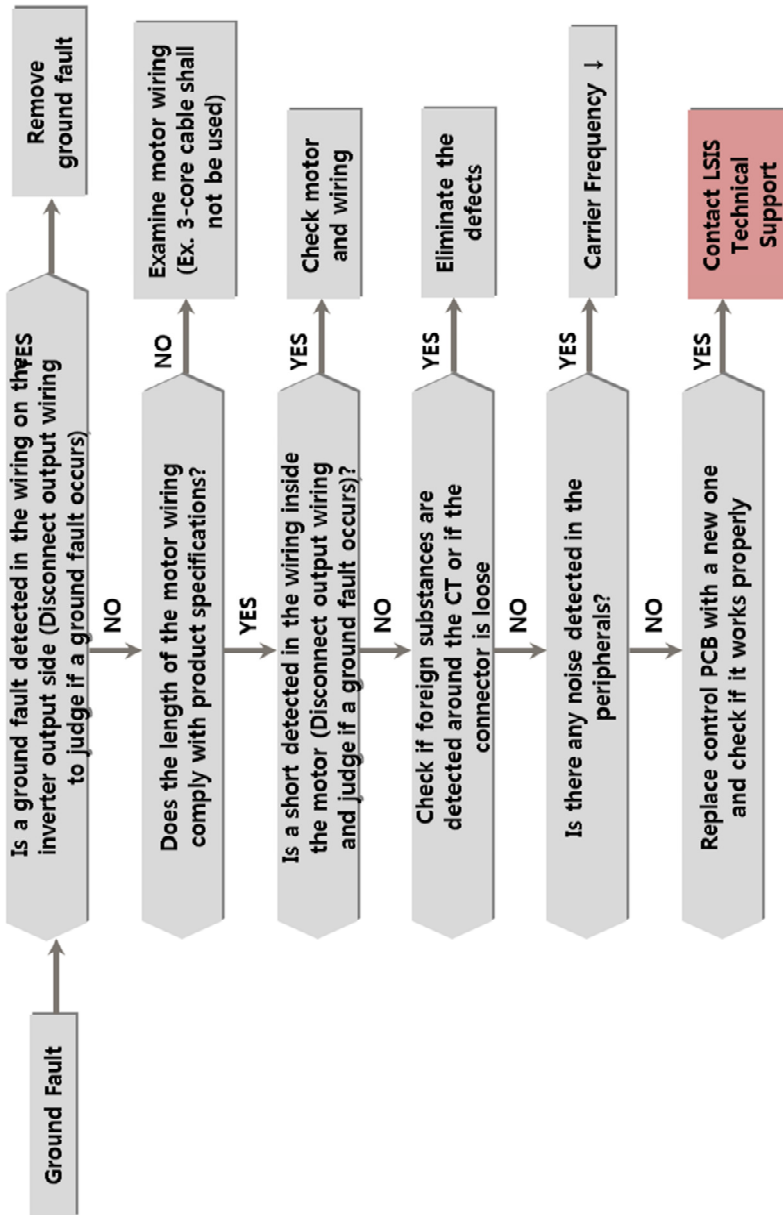 Ground Fault
Is a ground fault detected in the wiring on the
inverter output side (Disconnect output wiring
to judge if a ground fault occurs)
YES
Remove
ground fault
NO
Does the length of the motor wiring
comply with product specifications?
NO
Examine motor wiring
(Ex. 3-core cable shall
not be used)
YES
Is a short detected in the wiring inside
the motor (Disconnect output wiring
and judge if a ground fault occurs)?
YES
Check motor
and wiring
NO
Check if foreign substances are
detected around the CT or if the
connector is loose
YES
Eliminate the
defects
NO
Is there any noise detected in the
peripherals?
YES
Carrier Frequency ↓
NO
Replace control PCB with a new one
and check if it works properly
YES
Contact LSIS
Technical
Support